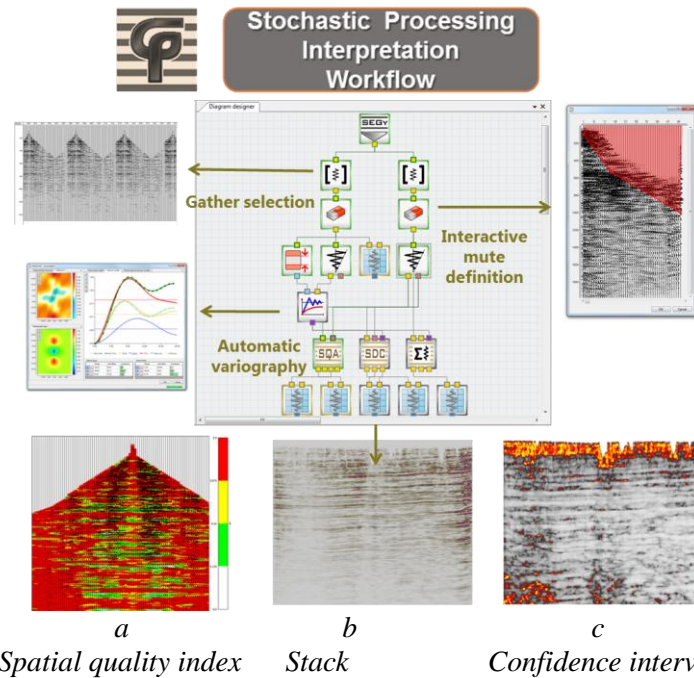 Stochastic Processing
Interpretation
Workflow
Diagram designer
SEGY
Gather selection
Interactive
mute
definition
Automatic
variography
SQA
SDC
Σ
a
b
c
Spatial quality index
Stack
Confidence interv